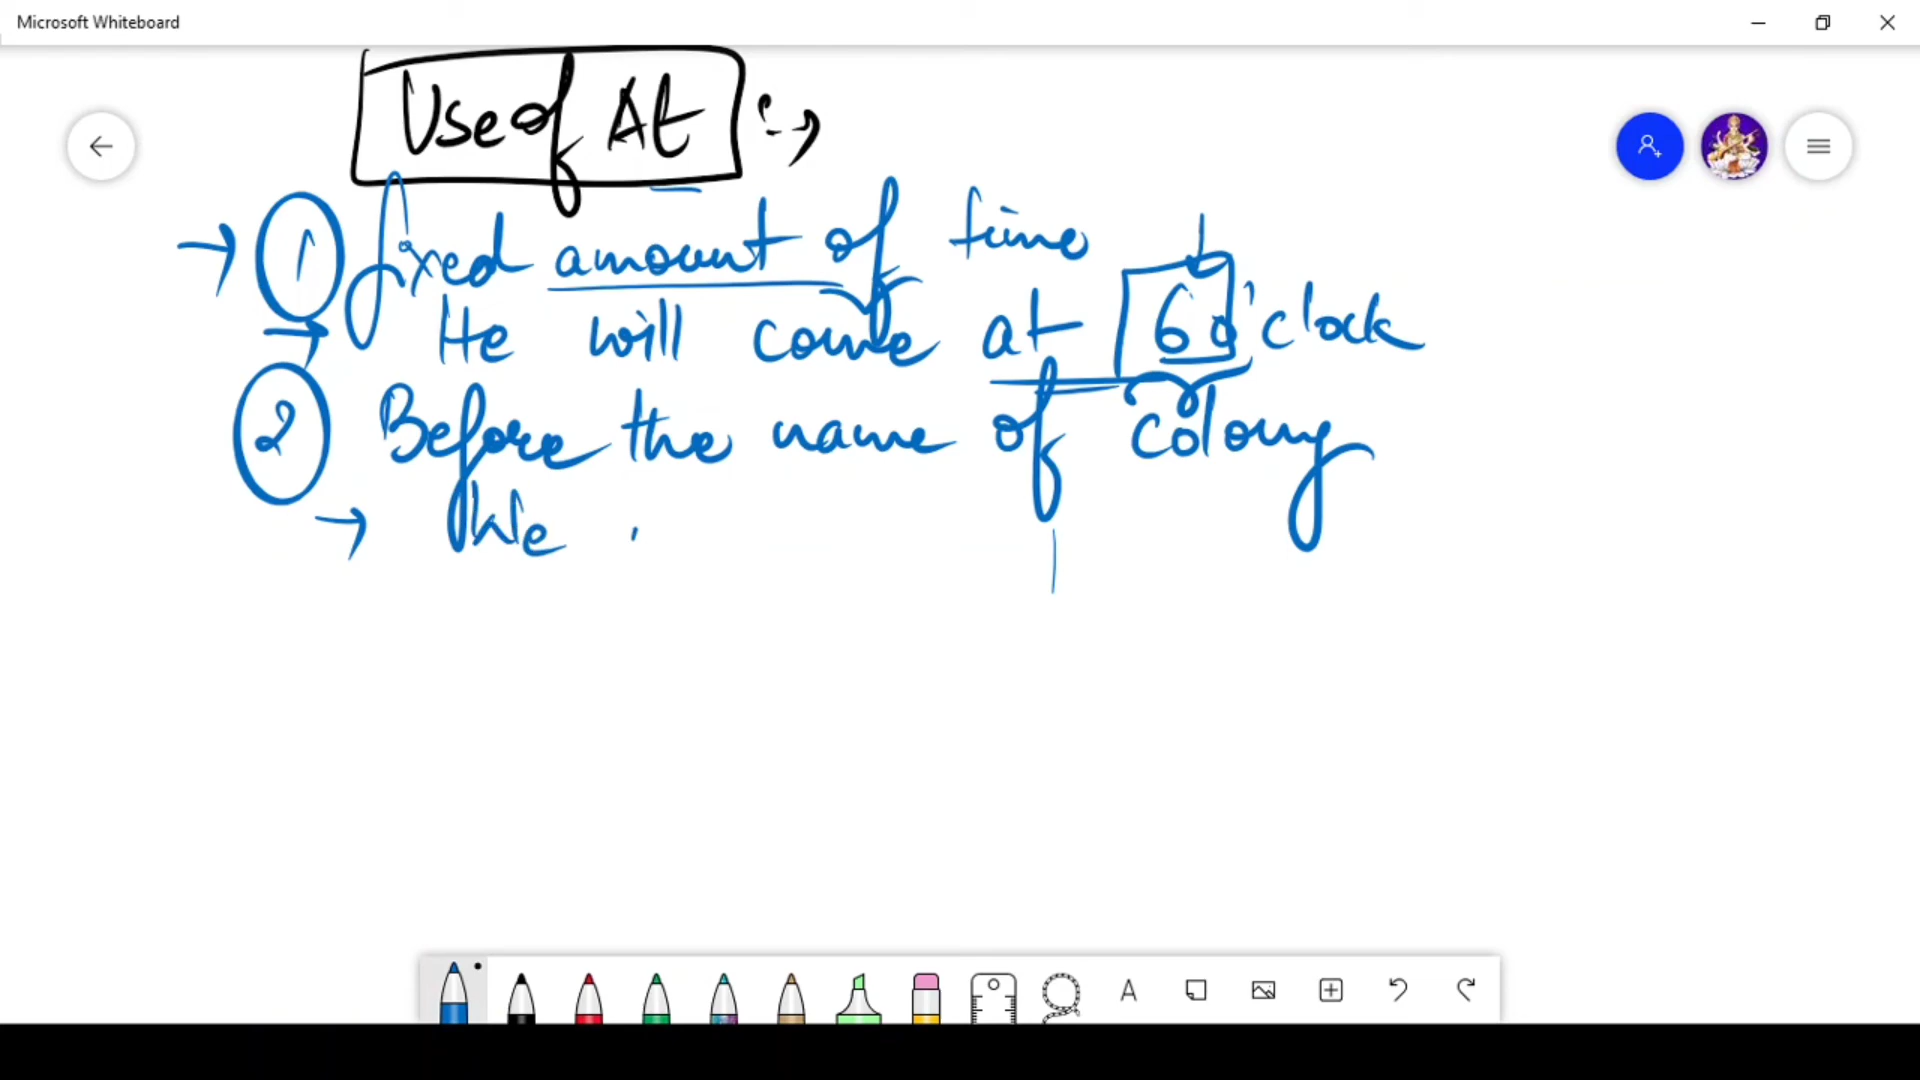 Microsoft Whiteboard
Use of At :→
→ 1 fixed amount of time
→ He will come at 6 o'clock
2 Before the name of colony
→
A